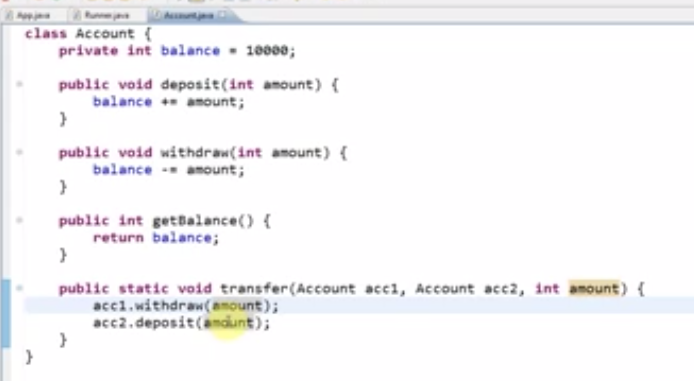 App.java Runner.java Account.java
class Account {
    private int balance = 10000;
    public void deposit(int amount) {
        balance += amount;
    }
    public void withdraw(int amount) {
        balance -= amount;
    }
    public int getBalance() {
        return balance;
    }
    public static void transfer(Account acc1, Account acc2, int amount) {
        acc1.withdraw(amount);
        acc2.deposit(amount);
    }
}